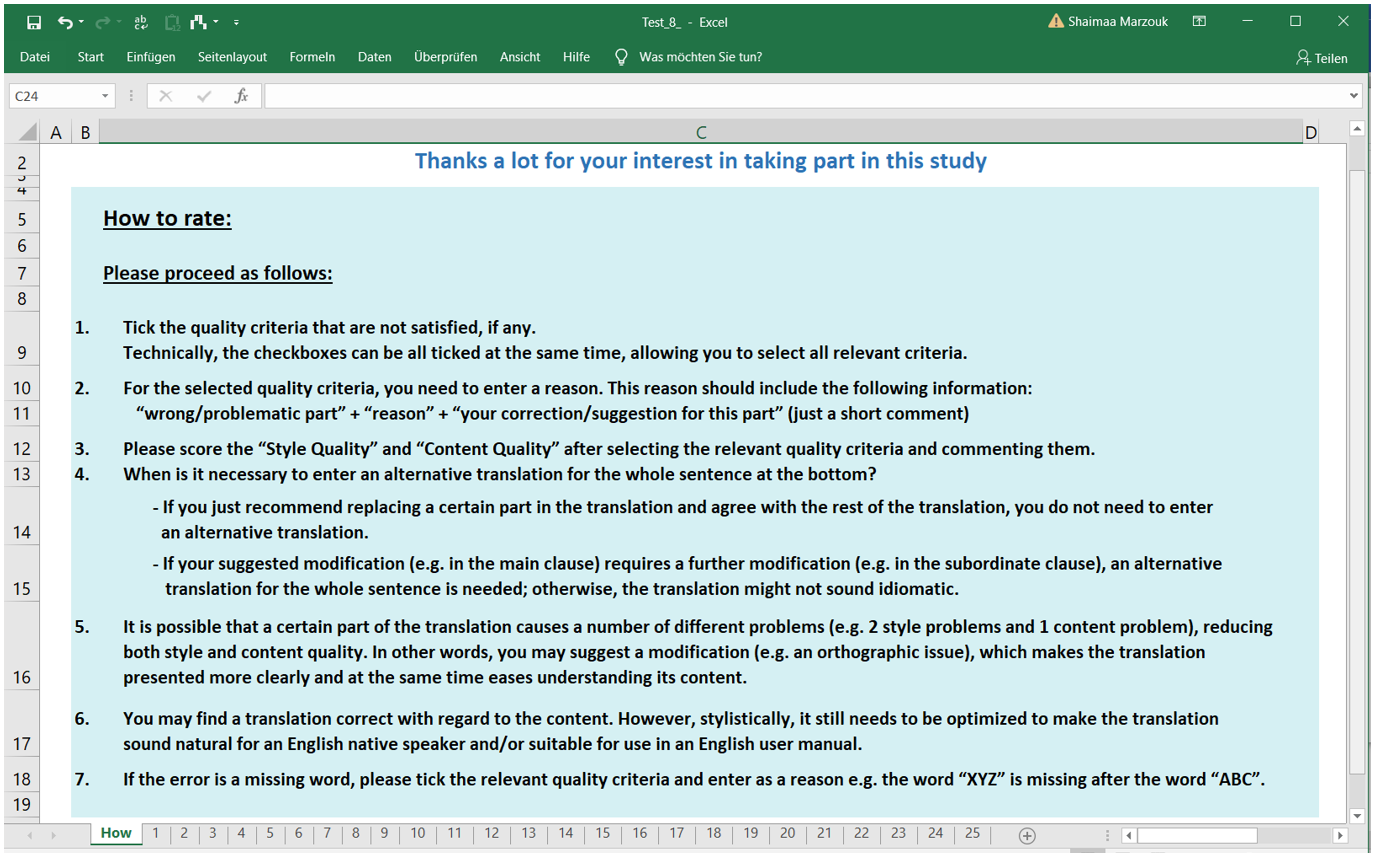 Test_8_ - Excel
Shaimaa Marzouk
Datei Start Einfügen Seitenlayout Formeln Daten Überprüfen Ansicht Hilfe Was möchten Sie tun? Teilen
C24 fx
A B C D
2 Thanks a lot for your interest in taking part in this study
3
4
5 How to rate:
6
7 Please proceed as follows:
8
1. Tick the quality criteria that are not satisfied, if any.
9 Technically, the checkboxes can be all ticked at the same time, allowing you to select all relevant criteria.
10 2. For the selected quality criteria, you need to enter a reason. This reason should include the following information:
11 “wrong/problematic part” + “reason” + “your correction/suggestion for this part” (just a short comment)
12 3. Please score the “Style Quality” and “Content Quality” after selecting the relevant quality criteria and commenting them.
13 4. When is it necessary to enter an alternative translation for the whole sentence at the bottom?
- If you just recommend replacing a certain part in the translation and agree with the rest of the translation, you do not need to enter
14 an alternative translation.
- If your suggested modification (e.g. in the main clause) requires a further modification (e.g. in the subordinate clause), an alternative
15 translation for the whole sentence is needed; otherwise, the translation might not sound idiomatic.
5. It is possible that a certain part of the translation causes a number of different problems (e.g. 2 style problems and 1 content problem), reducing
both style and content quality. In other words, you may suggest a modification (e.g. an orthographic issue), which makes the translation
16 presented more clearly and at the same time eases understanding its content.
6. You may find a translation correct with regard to the content. However, stylistically, it still needs to be optimized to make the translation
17 sound natural for an English native speaker and/or suitable for use in an English user manual.
18 7. If the error is a missing word, please tick the relevant quality criteria and enter as a reason e.g. the word “XYZ” is missing after the word “ABC”.
19
How 1 2 3 4 5 6 7 8 9 10 11 12 13 14 15 16 17 18 19 20 21 22 23 24 25